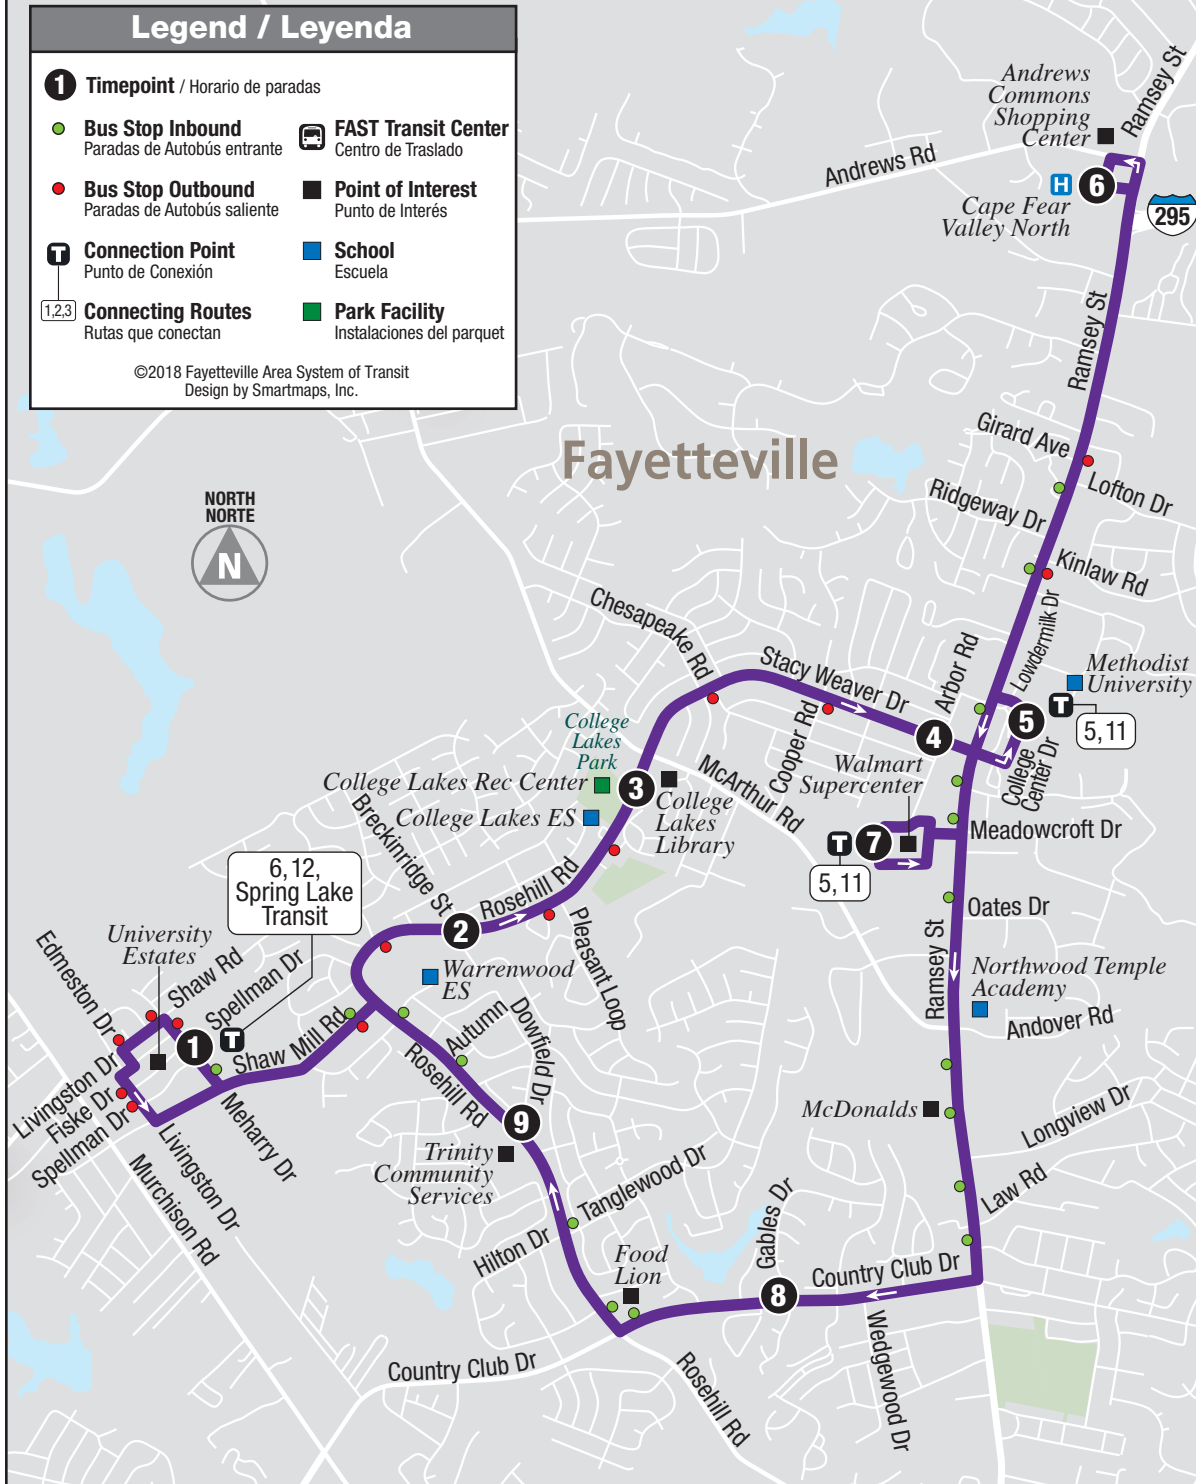 Legend / Leyenda
1 Timepoint / Horario de paradas
Bus Stop Inbound
Paradas de Autobús entrante
FAST Transit Center
Centro de Traslado
Bus Stop Outbound
Paradas de Autobús saliente
Point of Interest
Punto de Interés
T Connection Point
Punto de Conexión
School
Escuela
1,2,3 Connecting Routes
Rutas que conectan
Park Facility
Instalaciones del parquet
©2018 Fayetteville Area System of Transit
Design by Smartmaps, Inc.
Andrews
Commons
Shopping
Center
Ramsey St
Andrews Rd
H
6
Cape Fear
Valley North
295
Ramsey St
Fayetteville
Girard Ave
Lofton Dr
Ridgeway Dr
Kinlaw Rd
NORTH
NORTE
N
Chesapeake Rd
Stacy Weaver Dr
Arbor Rd
Lowdermilk Dr
Methodist
University
T
5,11
5
4
College
Center Dr
Cooper Rd
College
Lakes
Park
McArthur Rd
Walmart
Supercenter
College Lakes Rec Center
3
College Lakes ES
College
Lakes
Library
Meadowcroft Dr
T
7
5,11
Breckinridge St
6,12,
Spring Lake
Transit
Rosehill Rd
2
Pleasant Loop
Oates Dr
Ramsey St
University
Estates
Edmeston Dr
Shaw Rd
Spellman Dr
Warrenwood
ES
Northwood Temple
Academy
Andover Rd
1
T
Shaw Mill Rd
Autumn
Dowfield Dr
Rosehill Rd
Livingston Dr
Fiske Dr
Spellman Dr
Meharry Dr
Livingston Dr
Murchison Rd
9
McDonalds
Longview Dr
Trinity
Community
Services
Tanglewood Dr
Law Rd
Hilton Dr
Gables Dr
Food
Lion
Country Club Dr
8
Wedgewood Dr
Country Club Dr
Rosehill Rd